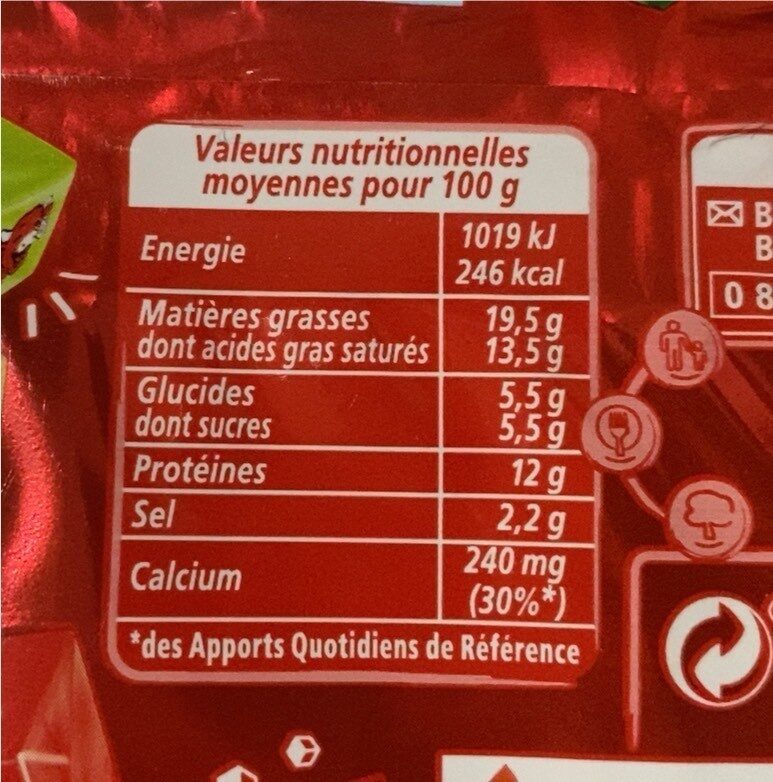 Valeurs nutritionnelles
moyennes pour 100 g
Energie
1019 kJ
246 kcal
Matières grasses 19,5 g
dont acides gras saturés 13,5 g
Glucides 5,5 g
dont sucres 5,5 g
Protéines 12 g
Sel 2,2 g
Calcium
240 mg
(30%*)
*des Apports Quotidiens de Référence
B
B
0 8